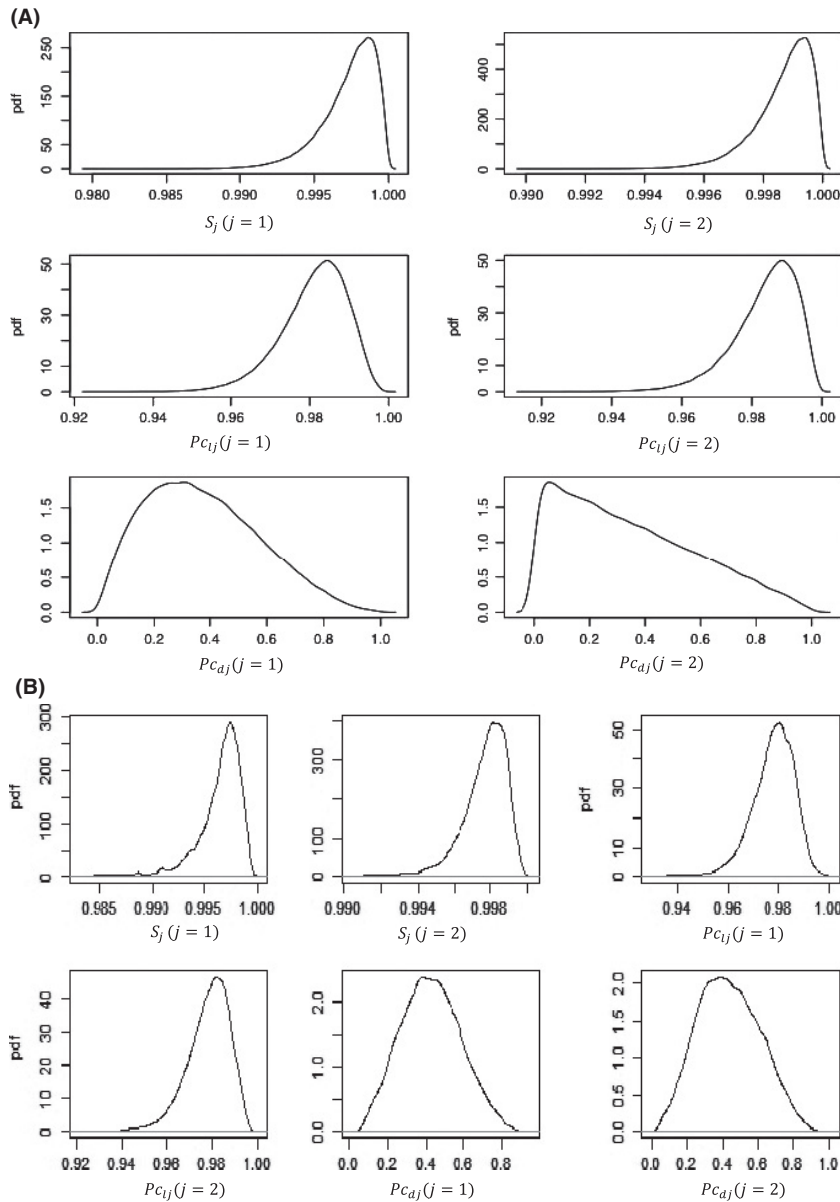 (A)
pdf
0 50 150 250
0.980 0.985 0.990 0.995 1.000
S_j (j = 1)
0 200 400
0.990 0.992 0.994 0.996 0.998 1.000
S_j (j = 2)
pdf
0 10 30 50
0.92 0.94 0.96 0.98 1.00
Pc_lj (j = 1)
pdf
0 10 30 50
0.92 0.94 0.96 0.98 1.00
Pc_lj (j = 2)
0.0 0.5 1.0 1.5
0.0 0.2 0.4 0.6 0.8 1.0
Pc_dj (j = 1)
0.0 0.5 1.0 1.5
0.0 0.2 0.4 0.6 0.8 1.0
Pc_dj (j = 2)
(B)
pdf
0 100 200 300
0.985 0.990 0.995 1.000
S_j (j = 1)
0 100 300
0.990 0.994 0.998
S_j (j = 2)
pdf
0 10 30 50
0.94 0.96 0.98 1.00
Pc_lj (j = 1)
pdf
0 10 20 30 40
0.92 0.94 0.96 0.98 1.00
Pc_lj (j = 2)
0.0 1.0 2.0
0.0 0.2 0.4 0.6 0.8
Pc_dj (j = 1)
0.0 0.5 1.0 1.5 2.0
0.0 0.2 0.4 0.6 0.8 1.0
Pc_dj (j = 2)